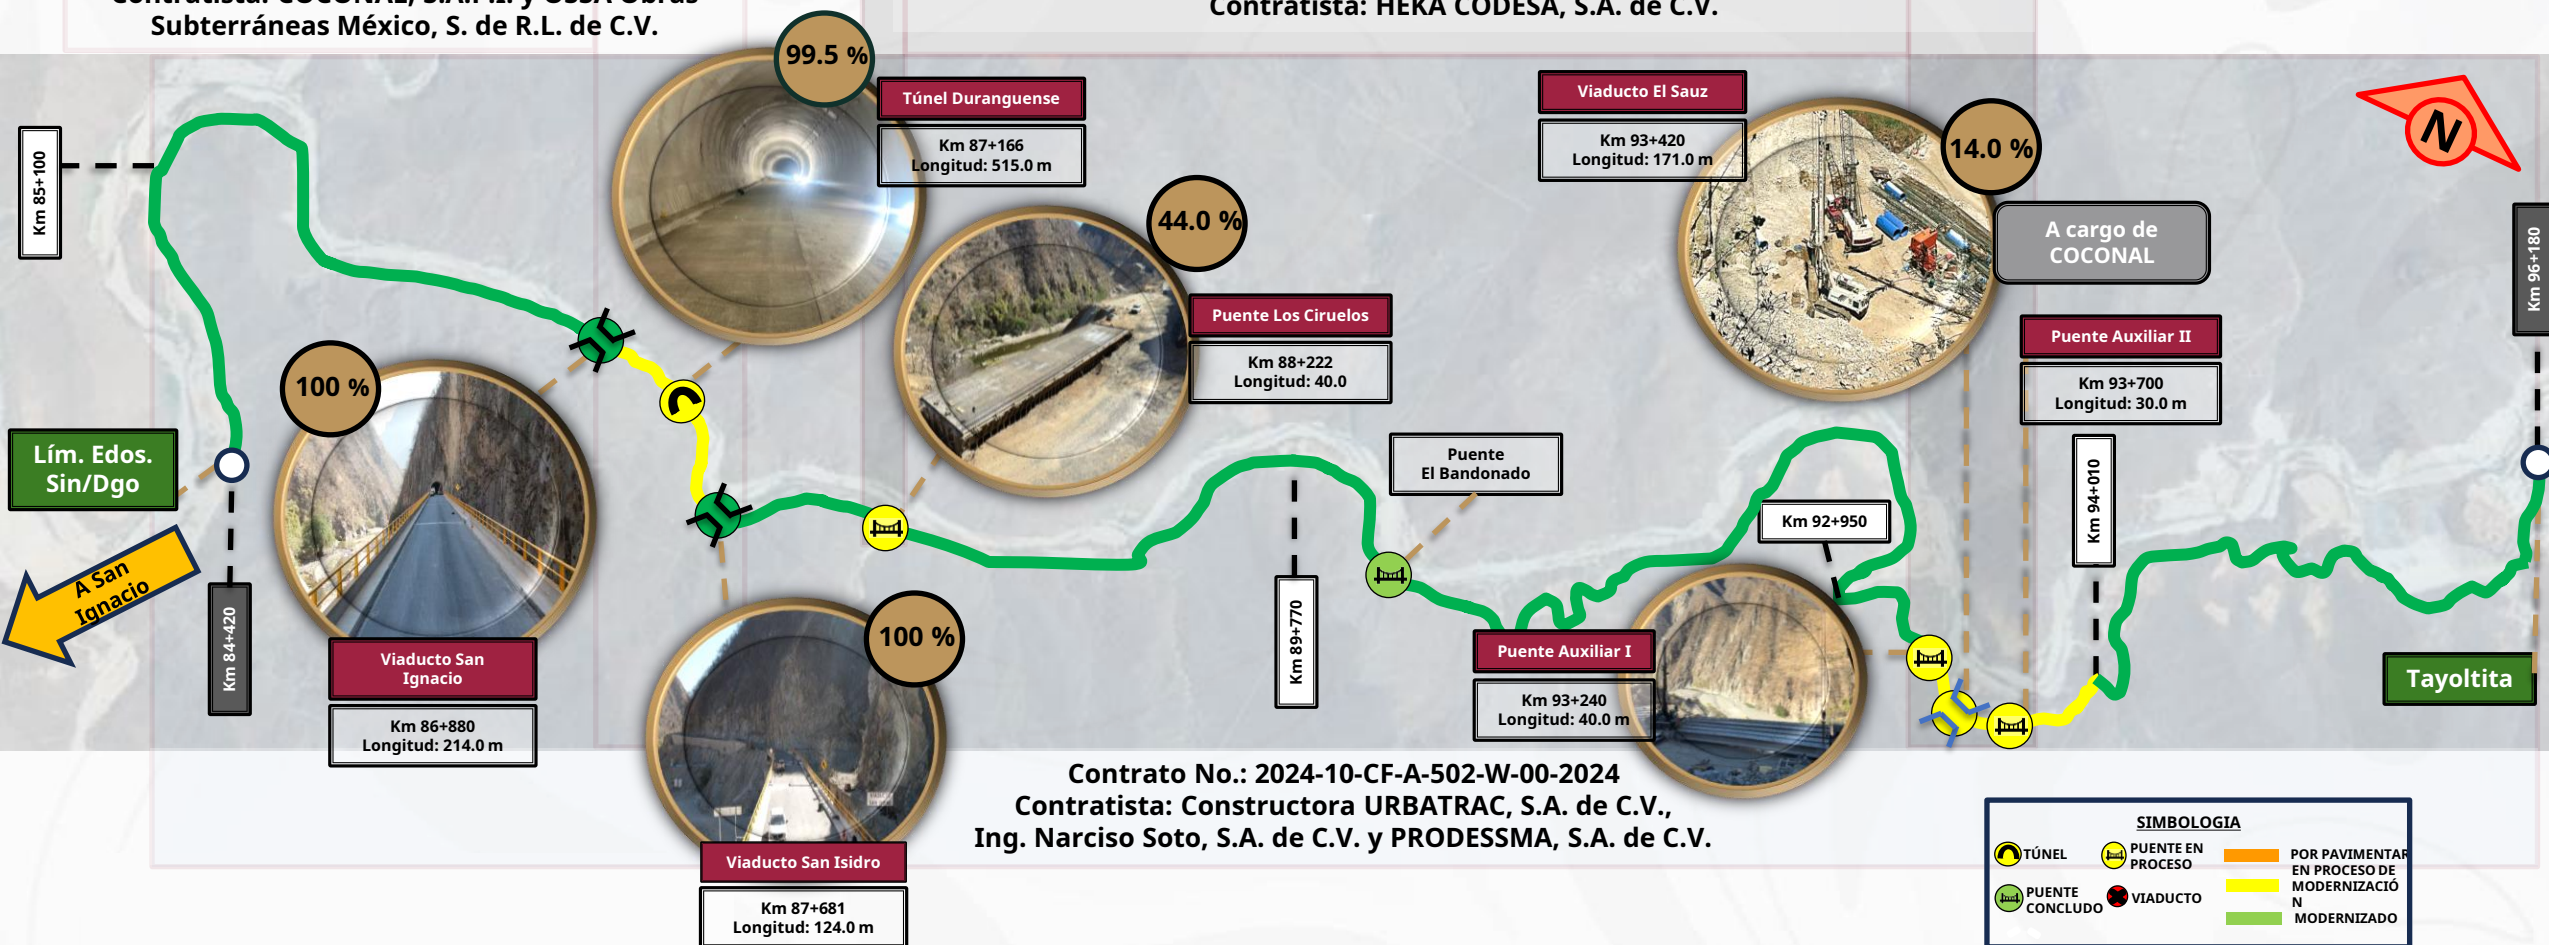 Contratista: COCONAL, S.A.P.I. y OSSA Obras
Subterráneas México, S. de R.L. de C.V.
Contratista: HEKA CODESA, S.A. de C.V.
99.5 %
Túnel Duranguense
Km 87+166
Longitud: 515.0 m
Viaducto El Sauz
Km 93+420
Longitud: 171.0 m
14.0 %
N
Km 85+100
44.0 %
A cargo de
COCONAL
Km 96+180
Puente Los Ciruelos
Km 88+222
Longitud: 40.0
Puente Auxiliar II
Km 93+700
Longitud: 30.0 m
100 %
Lím. Edos.
Sin/Dgo
Puente
El Bandonado
Km 92+950
Km 94+010
A San
Ignacio
Km 84+420
Viaducto San
Ignacio
Km 86+880
Longitud: 214.0 m
100 %
Km 89+770
Puente Auxiliar I
Km 93+240
Longitud: 40.0 m
Tayoltita
Viaducto San Isidro
Km 87+681
Longitud: 124.0 m
Contrato No.: 2024-10-CF-A-502-W-00-2024
Contratista: Constructora URBATRAC, S.A. de C.V.,
Ing. Narciso Soto, S.A. de C.V. y PRODESSMA, S.A. de C.V.
SIMBOLOGIA
TÚNEL
PUENTE EN
PROCESO
PUENTE
CONCLUDO
VIADUCTO
POR PAVIMENTAR
EN PROCESO DE
MODERNIZACIÓ
N
MODERNIZADO